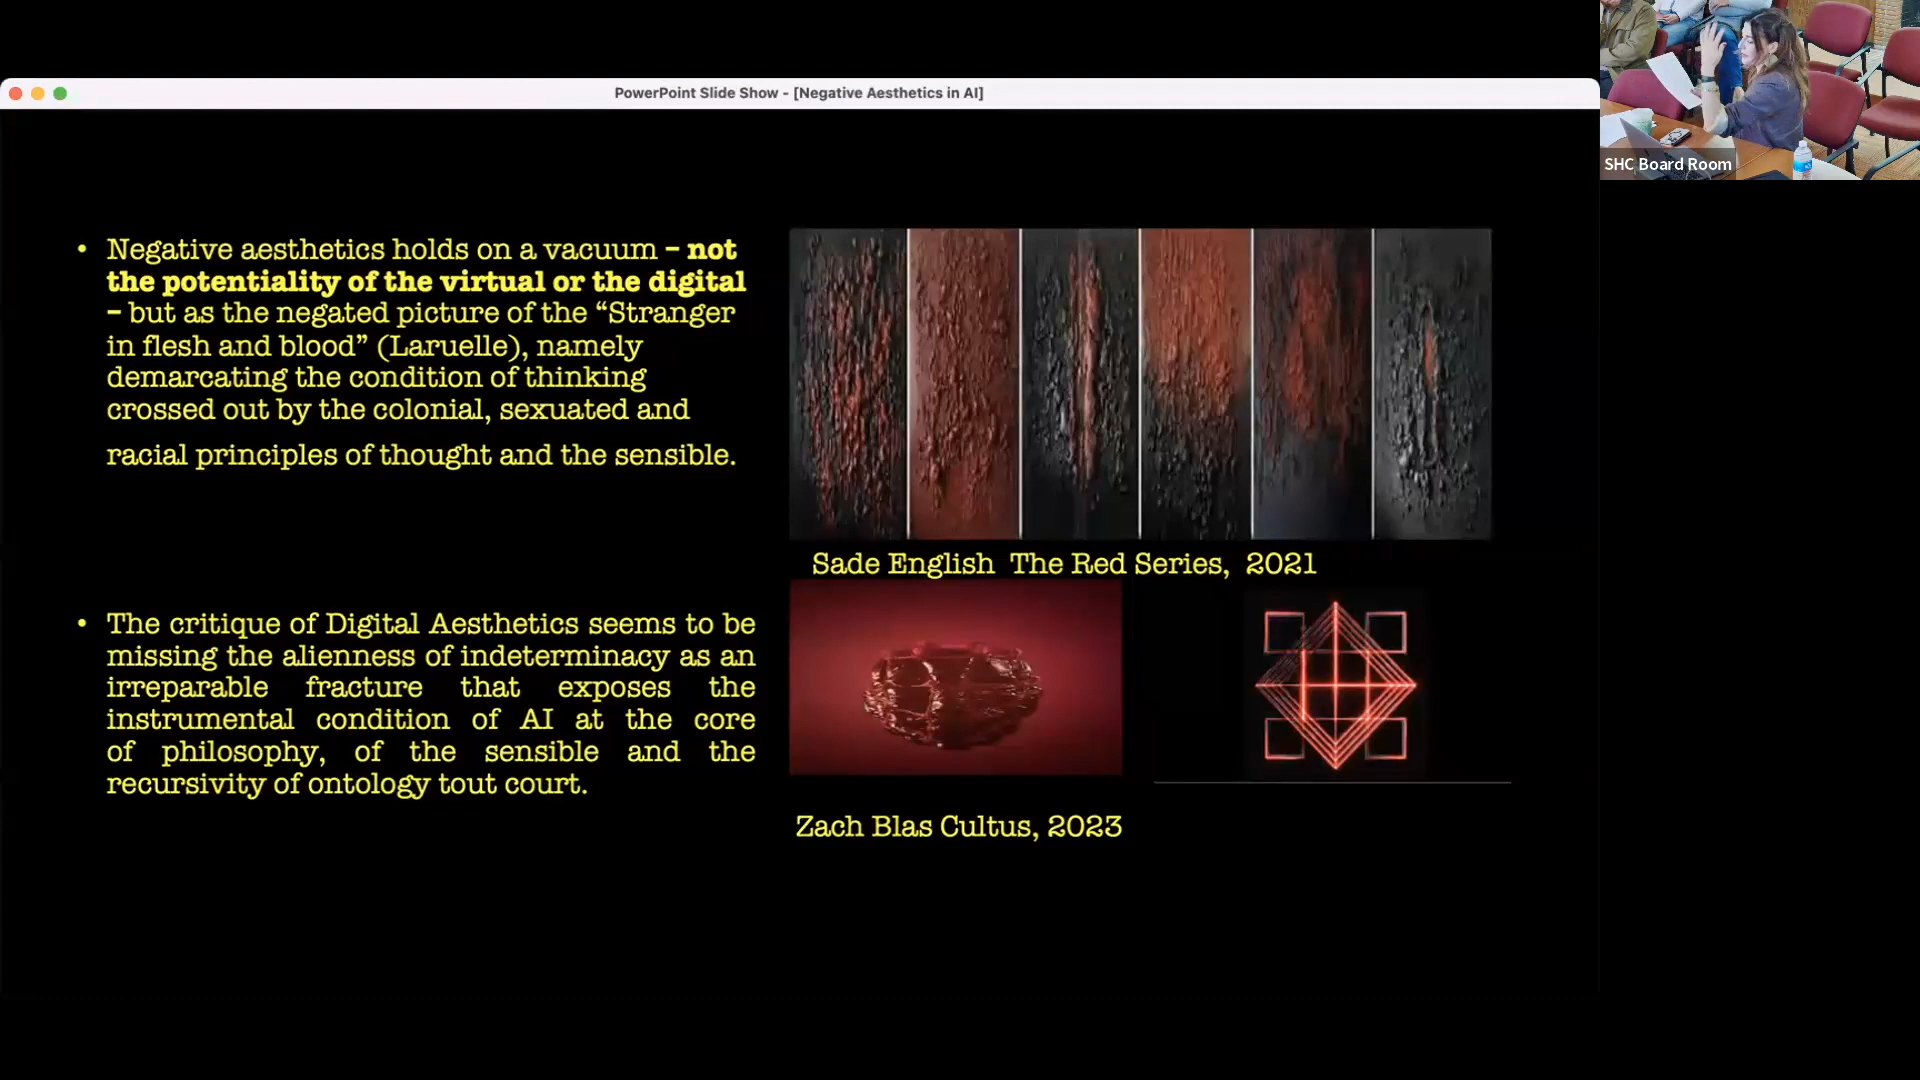 PowerPoint Slide Show - [Negative Aesthetics in AI]
SHC Board Room
• Negative aesthetics holds on a vacuum – not
the potentiality of the virtual or the digital
– but as the negated picture of the “Stranger
in flesh and blood” (Laruelle), namely
demarcating the condition of thinking
crossed out by the colonial, sexuated and
racial principles of thought and the sensible.
• The critique of Digital Aesthetics seems to be
missing the alienness of indeterminacy as an
irreparable fracture that exposes the
instrumental condition of AI at the core
of philosophy, of the sensible and the
recursivity of ontology tout court.
Sade English The Red Series, 2021
Zach Blas Cultus, 2023